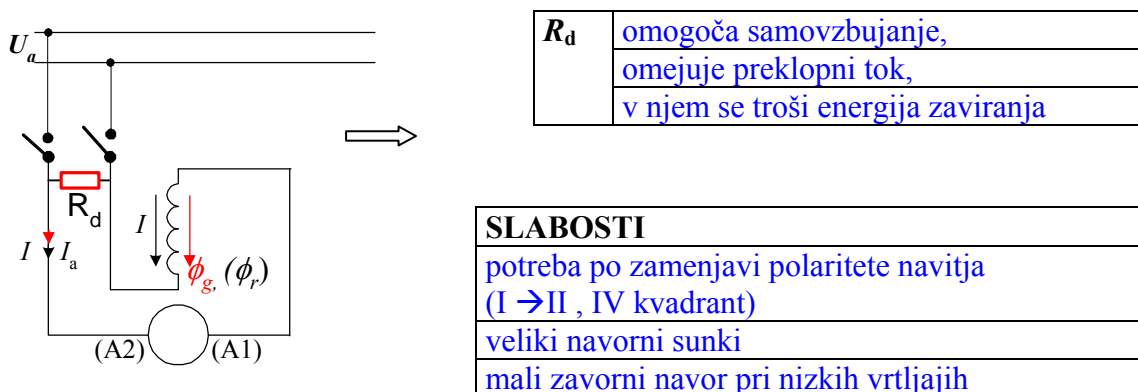 U_a
R_d
I I_a
I
ϕ_g, (ϕ_r)
(A2) (A1)
R_d omogoča samovzbujanje,
omejuje preklopni tok,
v njem se troši energija zaviranja
SLABOSTI
potreba po zamenjavi polaritete navitja
(I →II , IV kvadrant)
veliki navorni sunki
mali zavorni navor pri nizkih vrtljajih